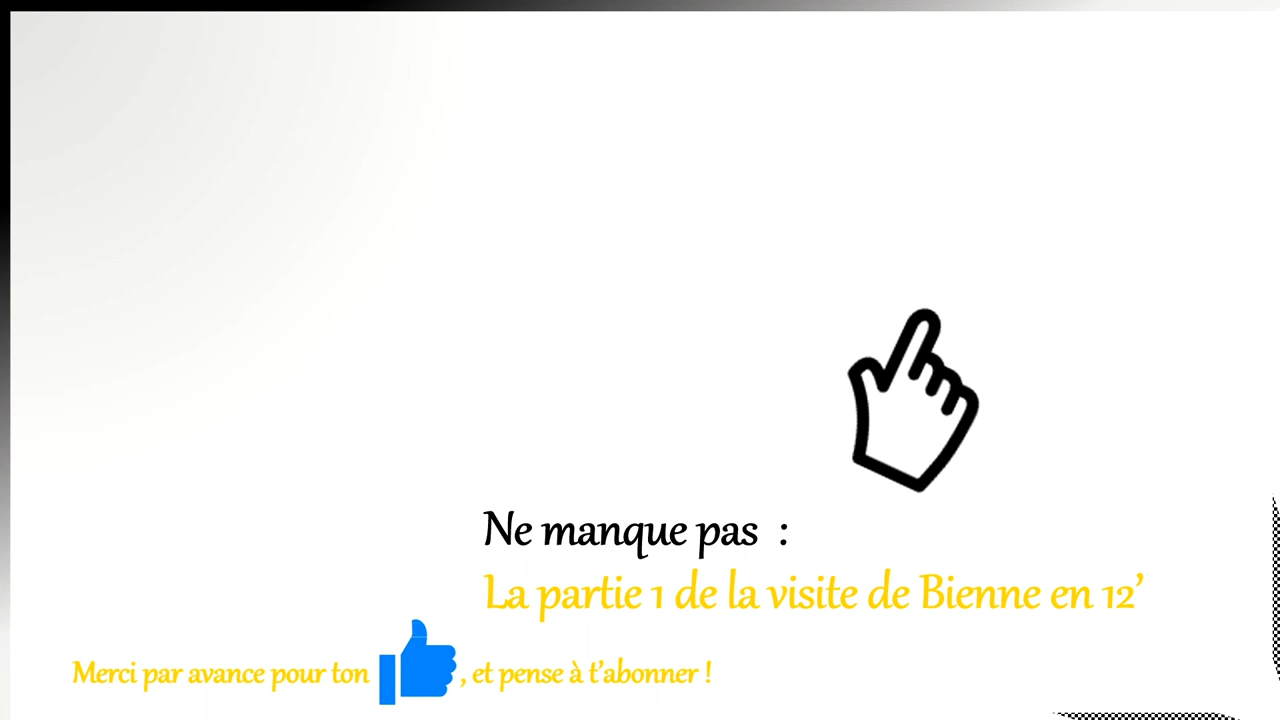 Ne manque pas :
La partie 1 de la visite de Bienne en 12’
Merci par avance pour ton , et pense à t’abonner !